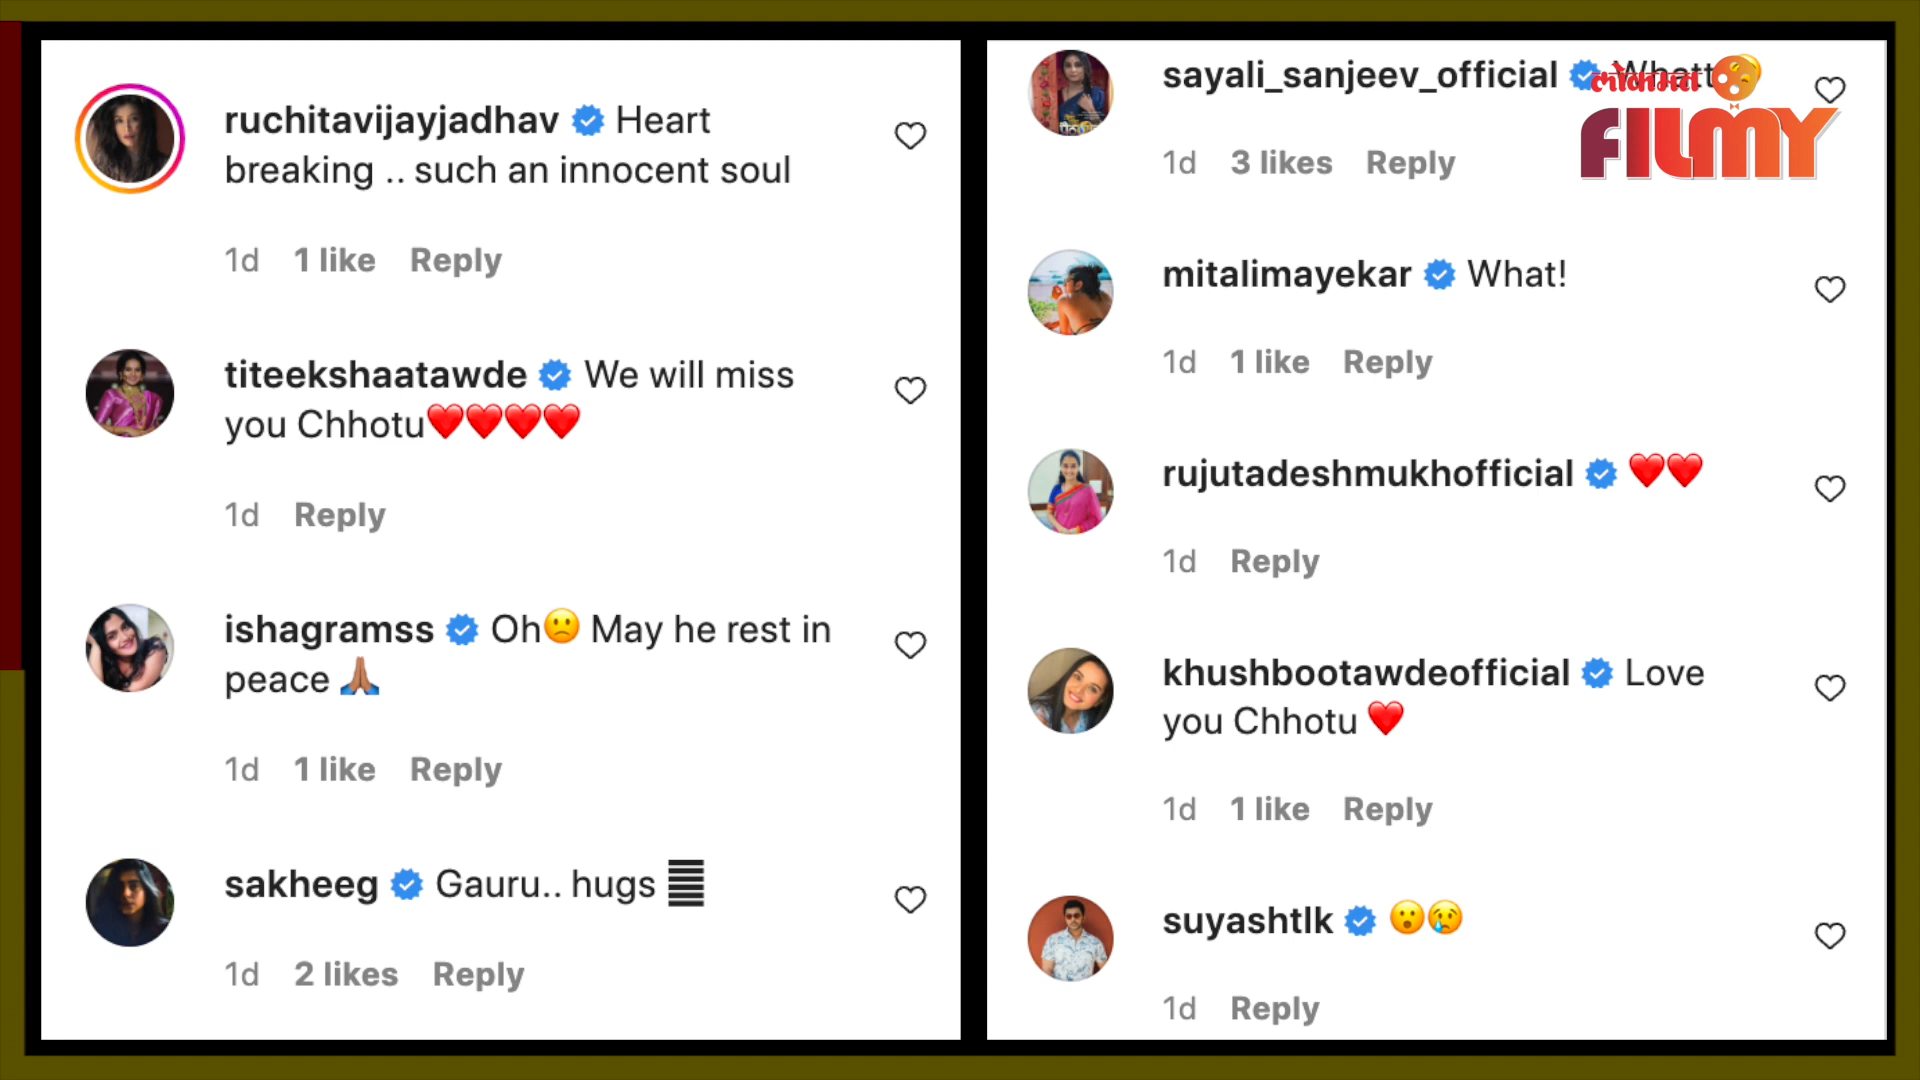 ruchitavijayjadhav Heart
breaking .. such an innocent soul
1d 1 like Reply
titeekshaatawde We will miss
you Chhotu❤️❤️❤️❤️
1d Reply
ishagramss Oh🙁 May he rest in
peace 🙏🏽
1d 1 like Reply
sakheeg Gauru.. hugs
1d 2 likes Reply
sayali_sanjeev_official Whatt
1d 3 likes Reply
लोकमत
FILMY
mitalimayekar What!
1d 1 like Reply
rujutadeshmukhofficial ❤️❤️
1d Reply
khushbootawdeofficial Love
you Chhotu ❤️
1d 1 like Reply
suyashtlk 😮😢
1d Reply